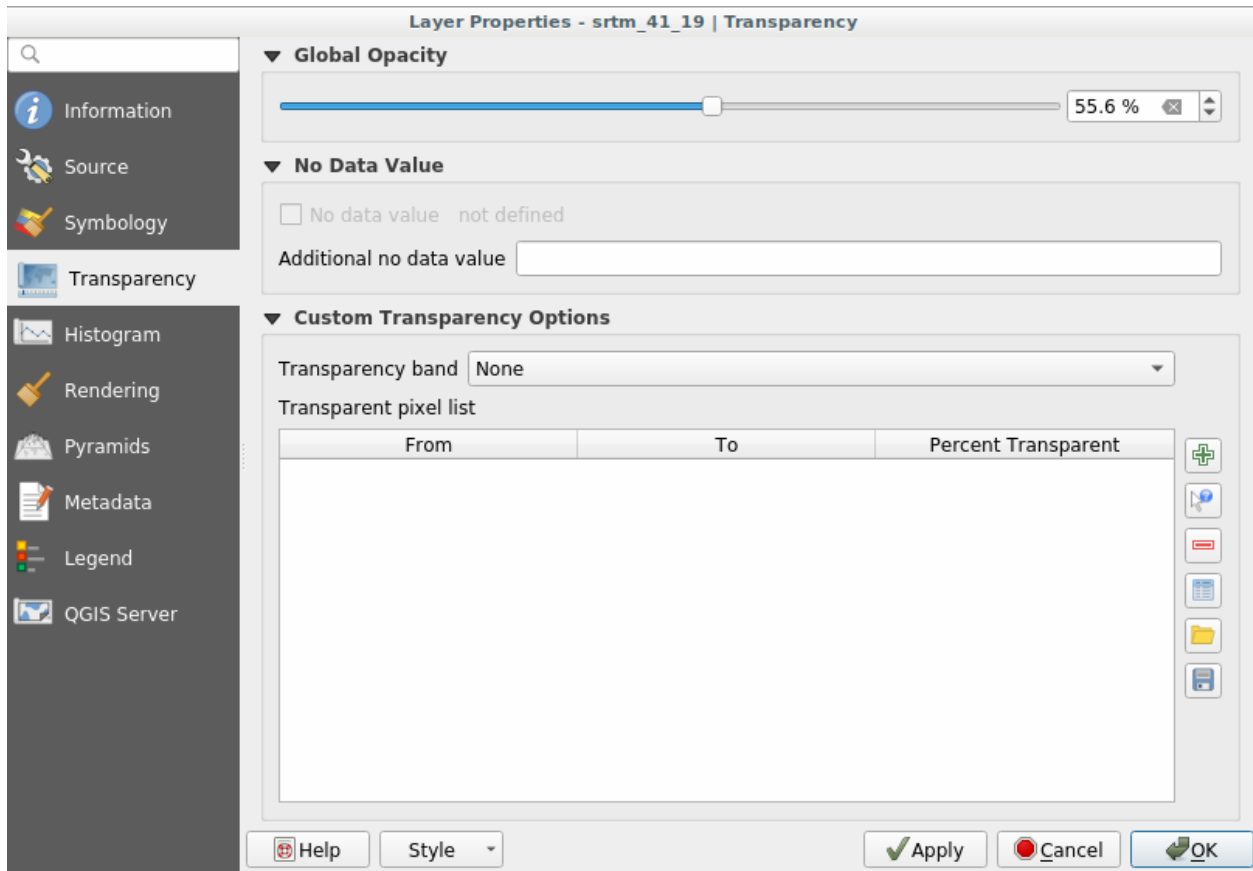 Layer Properties - srtm_41_19 | Transparency
Information
Source
Symbology
Transparency
Histogram
Rendering
Pyramids
Metadata
Legend
QGIS Server
Global Opacity
55.6 %
No Data Value
No data value not defined
Additional no data value
Custom Transparency Options
Transparency band None
Transparent pixel list
From To Percent Transparent
Help Style Apply Cancel OK